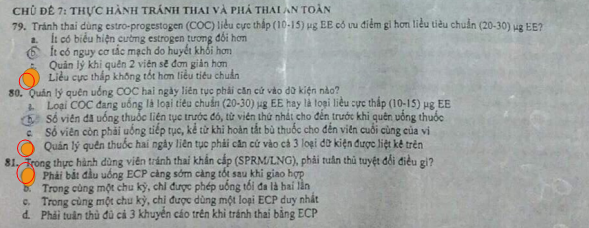 CHỦ ĐỀ 7: THỰC HÀNH TRÁNH THAI VÀ PHÁ THAI AN TOÀN
79. Tránh thai dùng estro-progestogen (COC) liều cực thấp (10-15) µg EE có ưu điểm gì hơn liều tiêu chuẩn (20-30) µg EE?
a. Ít có biểu hiện cường estrogen tương đối hơn
b. Ít có nguy cơ tắc mạch do huyết khối hơn
Quản lý khi quên 2 viên sẽ đơn giản hơn
Liều cực thấp không tốt hơn liều tiêu chuẩn
80. Quản lý quên uống COC hai ngày liên tục phải căn cứ vào dữ kiện nào?
a. Loại COC đang uống là loại tiêu chuẩn (20-30) µg EE hay là loại liều cực thấp (10-15) µg EE
b. Số viên đã uống thuốc liên tục trước đó, từ viên thứ nhất cho đến trước khi quên uống thuốc
c. Số viên còn phải uống tiếp tục, kể từ khi hoàn tất bù thuốc cho đến viên cuối cùng của vỉ
Quản lý quên thuốc hai ngày liên tục phải căn cứ vào cả 3 loại dữ kiện được liệt kê trên
81. Trong thực hành dùng viên tránh thai khẩn cấp (SPRM/LNG), phải tuân thủ tuyệt đối điều gì?
Phải bắt đầu uống ECP càng sớm càng tốt sau khi giao hợp
b. Trong cùng một chu kỳ, chỉ được phép uống tối đa là hai lần
c. Trong cùng một chu kỳ, chỉ được dùng một loại ECP duy nhất
d. Phải tuân thủ đủ cả 3 khuyến cáo trên khi tránh thai bằng ECP